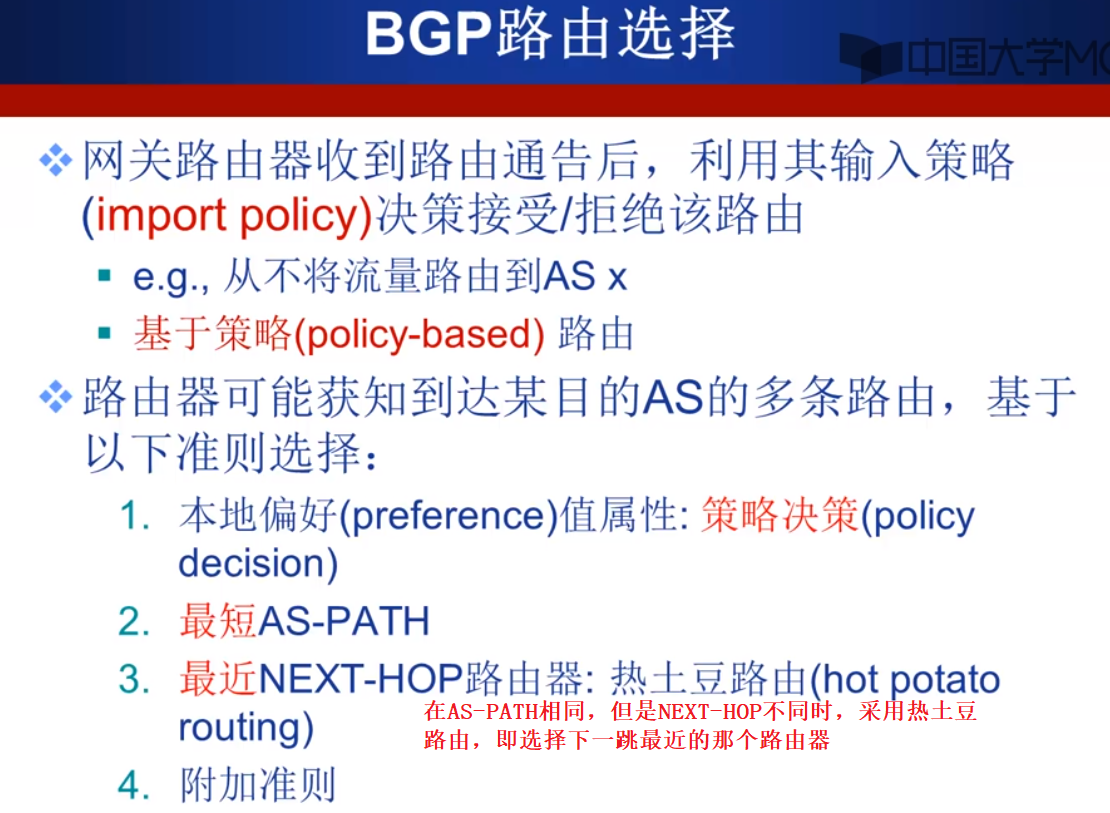 BGP路由选择
中国大学MO
网关路由器收到路由通告后，利用其输入策略
(import policy)决策接受/拒绝该路由
e.g., 从不将流量路由到AS x
基于策略(policy-based) 路由
路由器可能获知到达某目的AS的多条路由，基于
以下准则选择：
1. 本地偏好(preference)值属性: 策略决策(policy
decision)
2. 最短AS-PATH
3. 最近NEXT-HOP路由器: 热土豆路由(hot potato
routing)
在AS-PATH相同，但是NEXT-HOP不同时，采用热土豆
路由，即选择下一跳最近的那个路由器
4. 附加准则